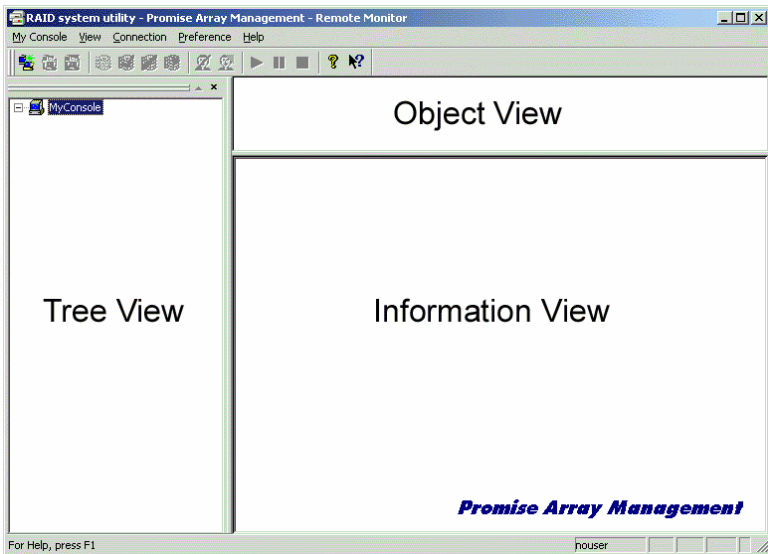 RAID system utility - Promise Array Management - Remote Monitor
My Console View Connection Preference Help
MyConsole
Object View
Tree View
Information View
Promise Array Management
For Help, press F1
nouser